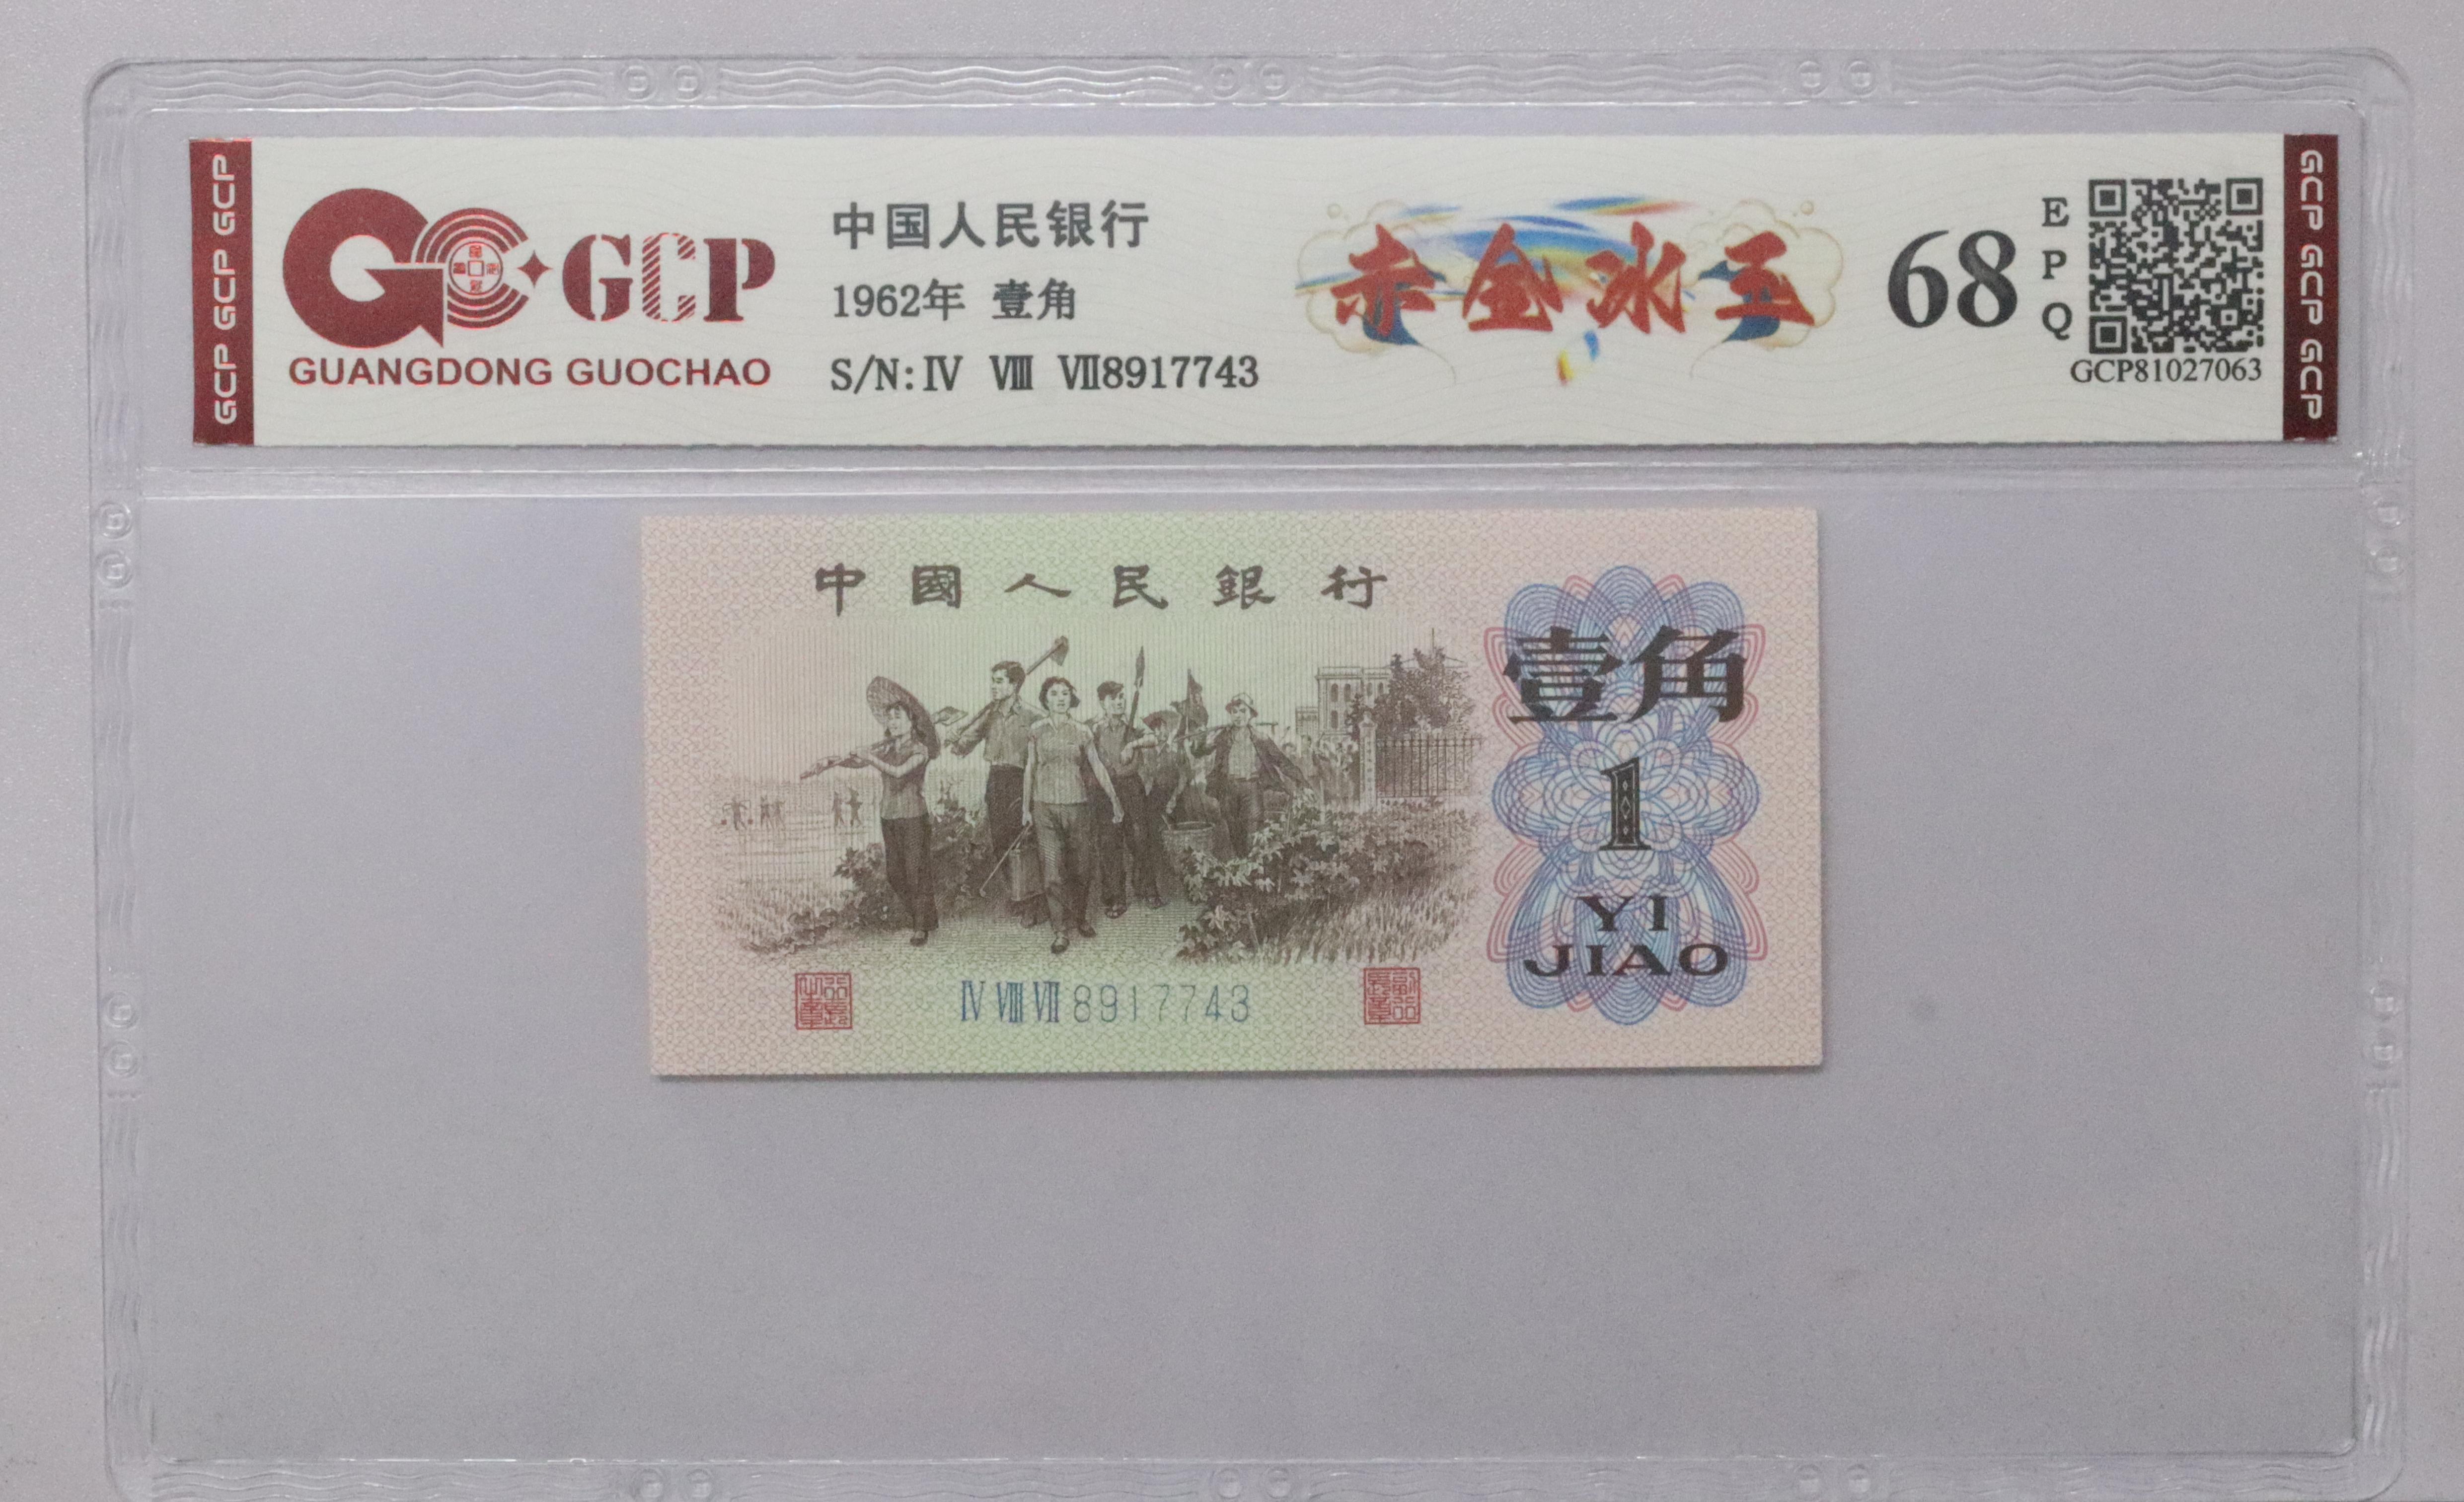 GCP GCP GCP
GCP
GUANGDONG GUOCHAO
中国人民银行
1962年 壹角
S/N:Ⅳ Ⅷ Ⅶ8917743
赤金冰玉
68
EPQ
GCP81027063
GCP GCP GCP
中國人民銀行
壹角
1
YI
JIAO
Ⅳ Ⅷ Ⅶ 8917743